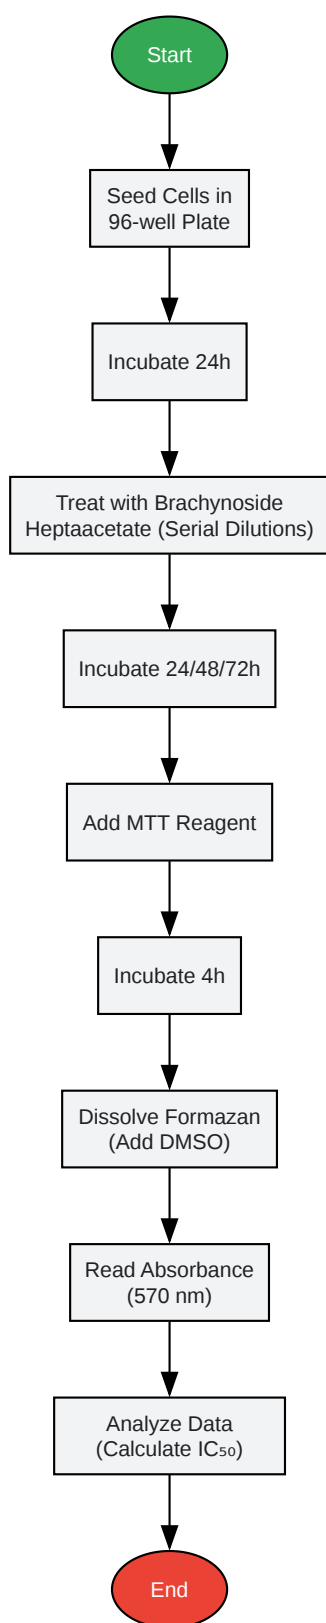 Start
Seed Cells in
96-well Plate
Incubate 24h
Treat with Brachynoside
Heptaacetate (Serial Dilutions)
Incubate 24/48/72h
Add MTT Reagent
Incubate 4h
Dissolve Formazan
(Add DMSO)
Read Absorbance
(570 nm)
Analyze Data
(Calculate IC₅₀)
End